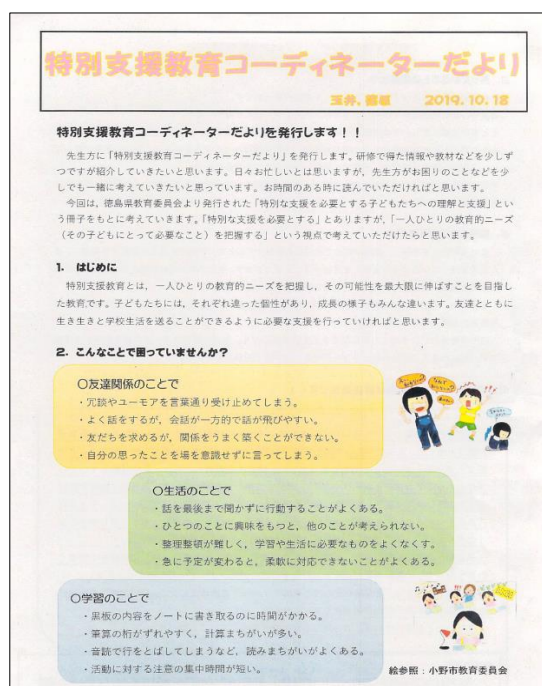 特別支援教育コーディネーターだより
2019.10.18
特別支援教育コーディネーターだよりを発行します！！
先生方に「特別支援教育コーディネーターだより」を発行します。研修で得た情報や教材などを少しず
つですが紹介していきたいと思います。日々お忙しいとは思いますが、先生方がお困りのことなどを少
しでも一緒に考えていきたいと思っています。お時間のある時に読んでいただければと思います。
今回は、徳島県教育委員会より発行された「特別な支援を必要とする子どもたちへの理解と支援」とい
う冊子をもとに考えていきます。「特別な支援を必要とする」とありますが、「一人ひとりの教育的ニーズ
（その子どもにとって必要なこと）を把握する」という視点で考えていただけたらと思います。
1. はじめに
特別支援教育とは、一人ひとりの教育的ニーズを把握し、その可能性を最大限に伸ばすことを目指し
た教育です。子どもたちには、それぞれ違った個性があり、成長の様子もみんな違います。友達とともに
生き生きと学校生活を送ることができるように必要な支援を行っていければと思います。
2. こんなことで困っていませんか？
○友達関係のことで
・冗談やユーモアを言葉通り受け止めてしまう。
・よく話をするが、会話が一方的で話が飛びやすい。
・友だちを求めるが、関係をうまく築くことができない。
・自分の思ったことを場を意識せずに言ってしまう。
○生活のことで
・話を最後まで聞かずに行動することがよくある。
・ひとつのことに興味をもつと、他のことが考えられない。
・整理整頓が難しく、学習や生活に必要なものをよくなくす。
・急に予定が変わると、柔軟に対応できないことがよくある。
○学習のことで
・黒板の内容をノートに書き取るのに時間がかかる。
・筆算の桁がずれやすく、計算まちがいが多い。
・音読で行をとばしてしまうなど、読みまちがいがよくある。
・活動に対する注意の集中時間が短い。
絵参照：小野市教育委員会